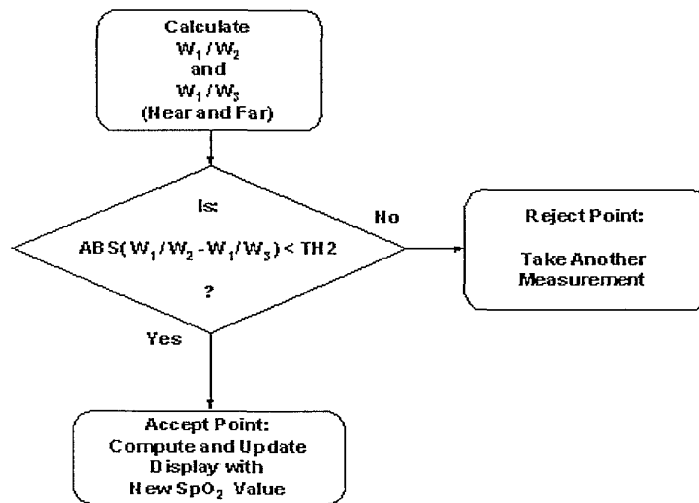 Calculate
W₁/W₂
and
W₁/W₃
(Near and Far)
Is:
ABS(W₁/W₂ - W₁/W₃) < TH2
?
No
Reject Point:
Take Another
Measurement
Yes
Accept Point:
Compute and Update
Display with
New SpO₂ Value